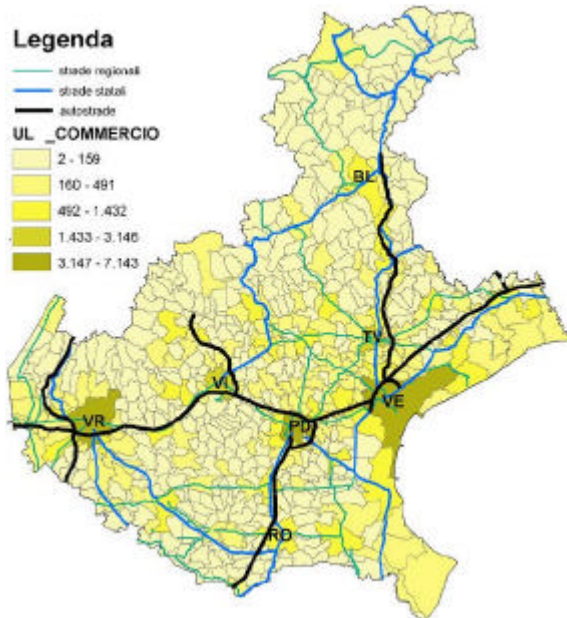 Legenda
strade regionali
strade statali
autostrade
UL _COMMERCIO
2 - 159
160 - 491
492 - 1.432
1.433 - 3.146
3.147 - 7.143
BL
TV
VI
VE
VR
PD
RO